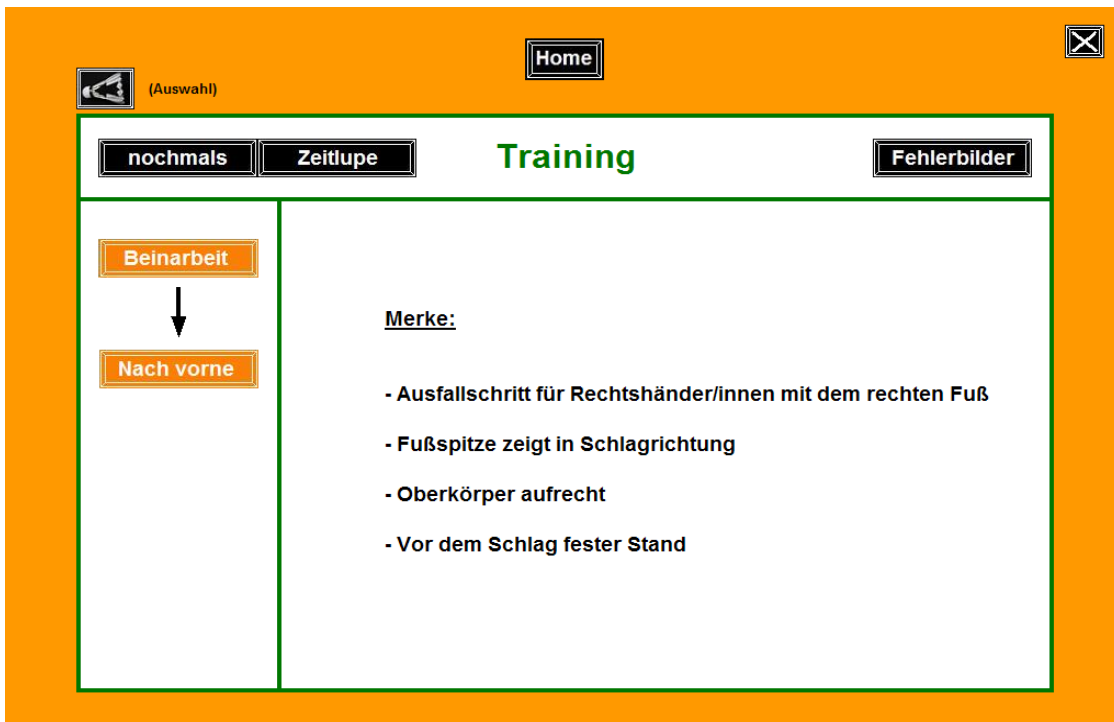 Home
(Auswahl)
nochmals
Zeitlupe
Training
Fehlerbilder
Beinarbeit
Nach vorne
Merke:
- Ausfallschritt für Rechtshänder/innen mit dem rechten Fuß
- Fußspitze zeigt in Schlagrichtung
- Oberkörper aufrecht
- Vor dem Schlag fester Stand